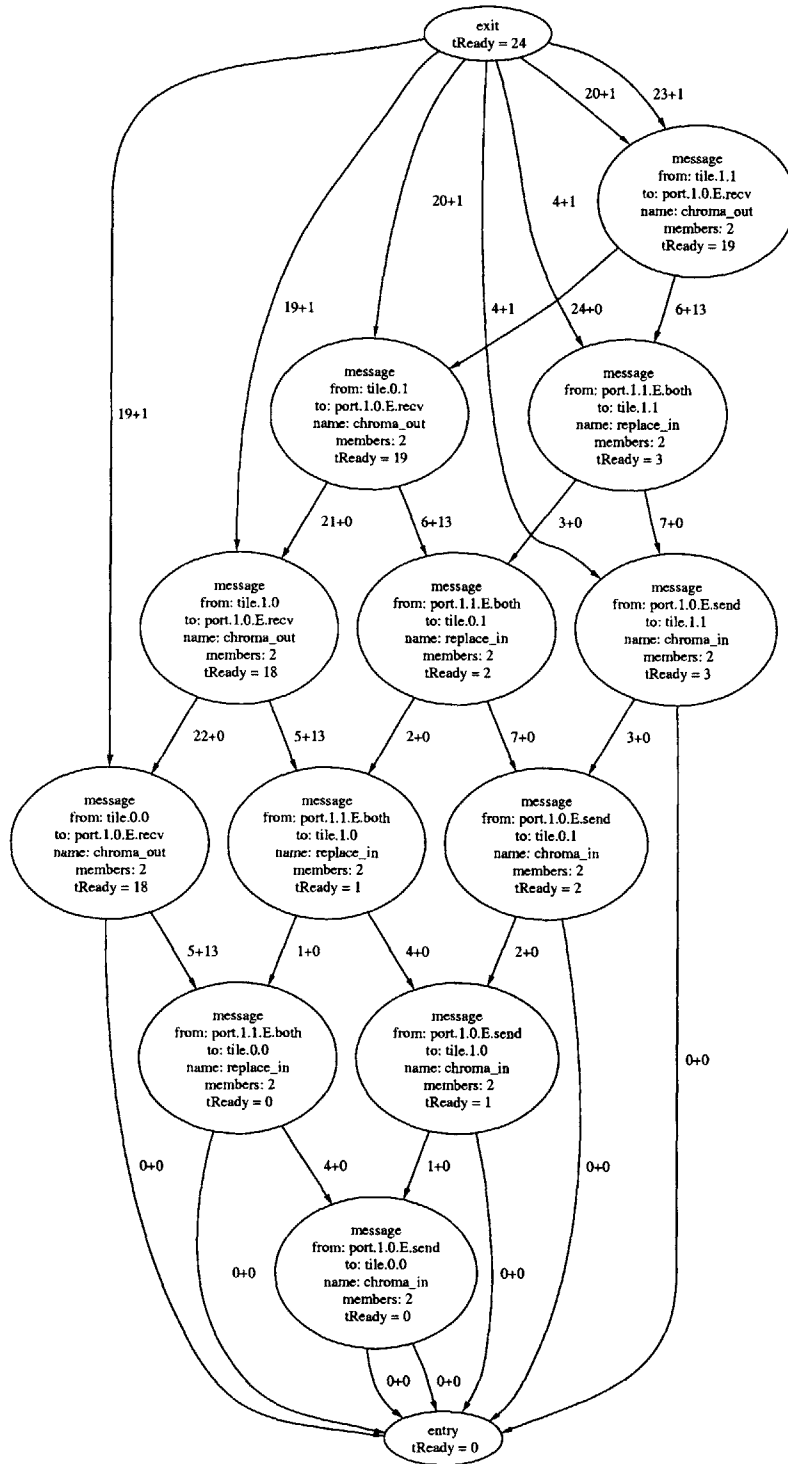 exit
tReady = 24
20+1
23+1
message
from: tile.1.1
to: port.1.0.E.recv
name: chroma_out
members: 2
tReady = 19
20+1
4+1
19+1
4+1
24+0
6+13
message
from: tile.0.1
to: port.1.0.E.recv
name: chroma_out
members: 2
tReady = 19
message
from: port.1.1.E.both
to: tile.1.1
name: replace_in
members: 2
tReady = 3
19+1
21+0
6+13
3+0
7+0
message
from: tile.1.0
to: port.1.0.E.recv
name: chroma_out
members: 2
tReady = 18
message
from: port.1.1.E.both
to: tile.0.1
name: replace_in
members: 2
tReady = 2
message
from: port.1.0.E.send
to: tile.1.1
name: chroma_in
members: 2
tReady = 3
22+0
5+13
2+0
7+0
3+0
message
from: tile.0.0
to: port.1.0.E.recv
name: chroma_out
members: 2
tReady = 18
message
from: port.1.1.E.both
to: tile.1.0
name: replace_in
members: 2
tReady = 1
message
from: port.1.0.E.send
to: tile.0.1
name: chroma_in
members: 2
tReady = 2
5+13
1+0
4+0
2+0
message
from: port.1.1.E.both
to: tile.0.0
name: replace_in
members: 2
tReady = 0
message
from: port.1.0.E.send
to: tile.1.0
name: chroma_in
members: 2
tReady = 1
0+0
0+0
4+0
1+0
0+0
message
from: port.1.0.E.send
to: tile.0.0
name: chroma_in
members: 2
tReady = 0
0+0
0+0
0+0
0+0
entry
tReady = 0